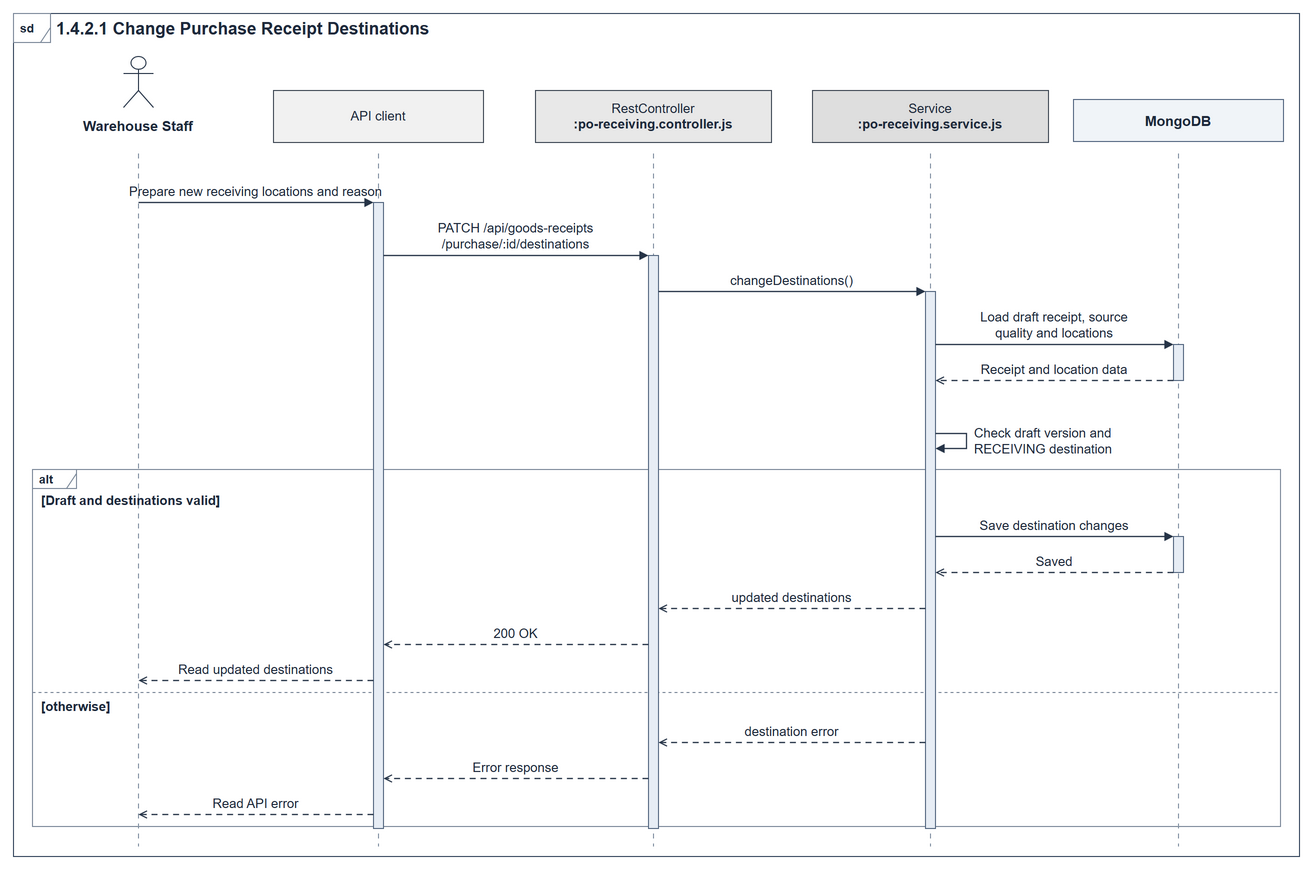 sd
1.4.2.1 Change Purchase Receipt Destinations
Warehouse Staff
API client
RestController
:po-receiving.controller.js
Service
:po-receiving.service.js
MongoDB
Prepare new receiving locations and reason
PATCH /api/goods-receipts
/purchase/:id/destinations
changeDestinations()
Load draft receipt, source
quality and locations
Receipt and location data
Check draft version and
RECEIVING destination
alt
[Draft and destinations valid]
Save destination changes
Saved
updated destinations
200 OK
Read updated destinations
[otherwise]
destination error
Error response
Read API error